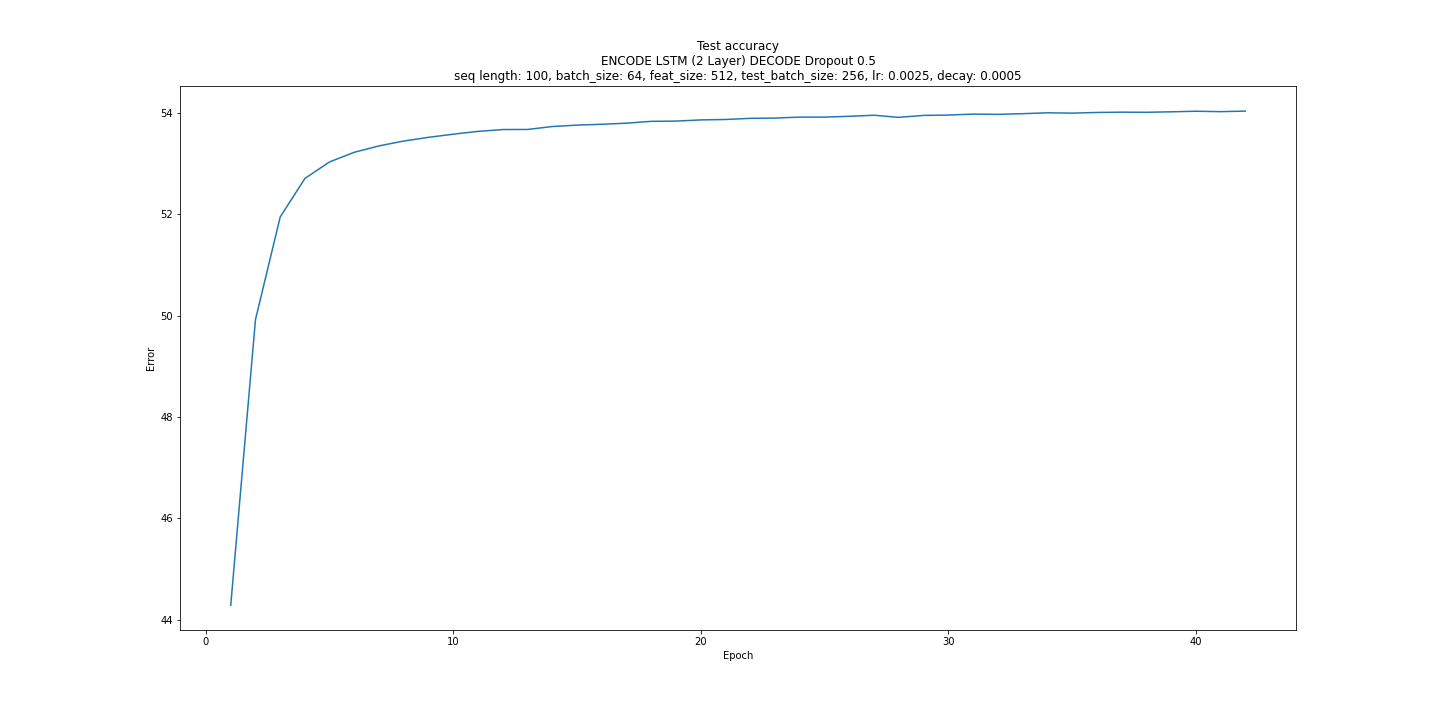 Test accuracy
ENCODE LSTM (2 Layer) DECODE Dropout 0.5
seq length: 100, batch_size: 64, feat_size: 512, test_batch_size: 256, lr: 0.0025, decay: 0.0005
54
52
50
Error
48
46
44
0 10 20 30 40
Epoch